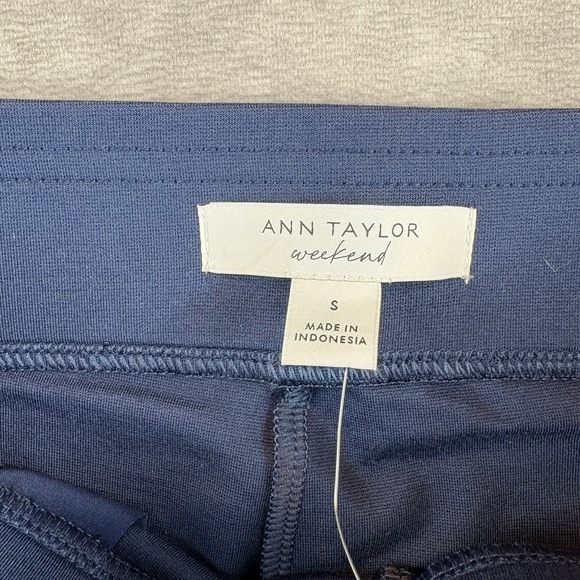 ANN TAYLOR
weekend
S
MADE IN
INDONESIA